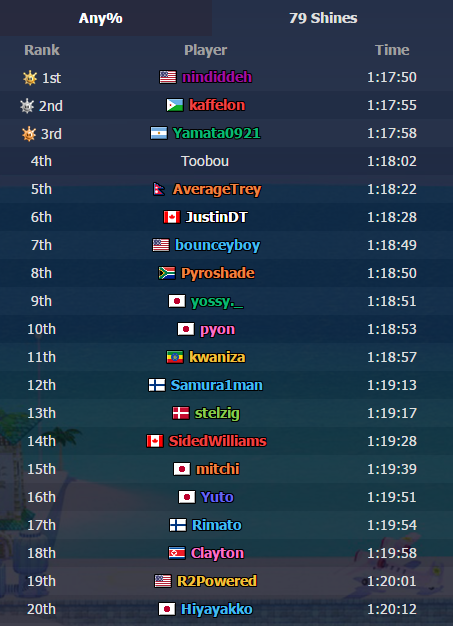 Any% 79 Shines
Rank Player Time
1st nindiddeh 1:17:50
2nd kaffelon 1:17:55
3rd Yamata0921 1:17:58
4th Toobou 1:18:02
5th AverageTrey 1:18:22
6th JustinDT 1:18:28
7th bounceyboy 1:18:49
8th Pyroshade 1:18:50
9th yossy._ 1:18:51
10th pyon 1:18:53
11th kwaniza 1:18:57
12th Samura1man 1:19:13
13th stelzig 1:19:17
14th SidedWilliams 1:19:28
15th mitchi 1:19:39
16th Yuto 1:19:51
17th Rimato 1:19:54
18th Clayton 1:19:58
19th R2Powered 1:20:01
20th Hiyayakko 1:20:12